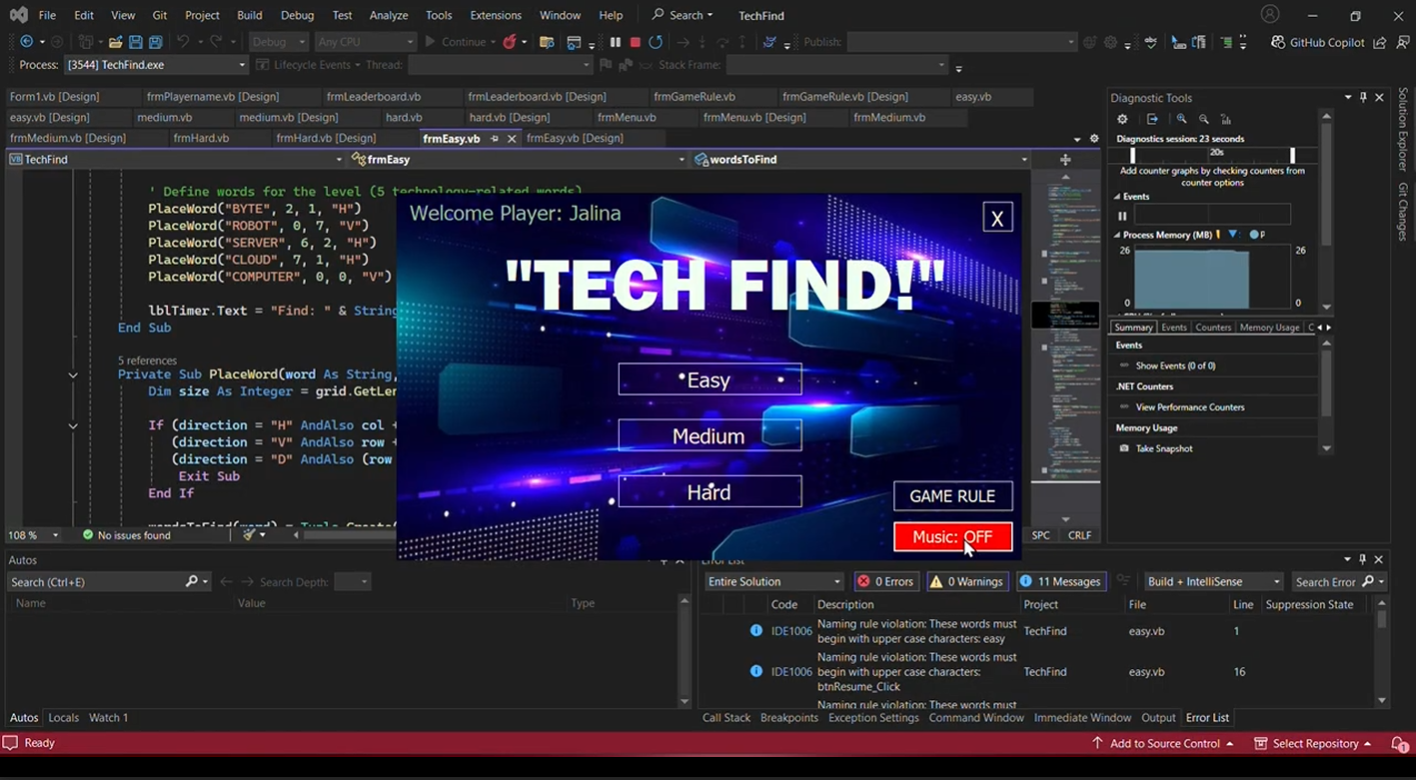 File Edit View Git Project Build Debug Test Analyze Tools Extensions Window Help Search TechFind
Debug Any CPU Continue Publish: GitHub Copilot
Process: [3544] TechFind.exe Lifecycle Events Thread: Stack Frame:
Form1.vb [Design] frmPlayername.vb [Design] frmLeaderboard.vb frmLeaderboard.vb [Design] frmGameRule.vb frmGameRule.vb [Design] easy.vb
easy.vb [Design] medium.vb medium.vb [Design] hard.vb hard.vb [Design] frmMenu.vb frmMenu.vb [Design] frmMedium.vb
frmMedium.vb [Design] frmHard.vb frmHard.vb [Design] frmEasy.vb frmEasy.vb [Design]
TechFind frmEasy wordsToFind
' Define words for the level (5 technology-related words)
PlaceWord("BYTE", 2, 1, "H")
PlaceWord("ROBOT", 0, 7, "V")
PlaceWord("SERVER", 6, 2, "H")
PlaceWord("CLOUD", 7, 1, "H")
PlaceWord("COMPUTER", 0, 0, "V")
lblTimer.Text = "Find: " & String
End Sub
5 references
Private Sub PlaceWord(word As String,
Dim size As Integer = grid.GetLen
If (direction = "H" AndAlso col +
(direction = "V" AndAlso row +
(direction = "D" AndAlso (row
Exit Sub
End If
108 % No issues found SPC CRLF
Welcome Player: Jalina X
"TECH FIND!"
Easy
Medium
Hard
GAME RULE
Music: OFF
Diagnostic Tools
Diagnostics session: 23 seconds
20s
Add counter graphs by checking counters from
counter options
Events
Process Memory (MB) P
26 26
0 0
Summary Events Counters Memory Usage C
Events
Show Events (0 of 0)
.NET Counters
View Performance Counters
Memory Usage
Take Snapshot
Solution Explorer
Git Changes
Autos
Search (Ctrl+E) Search Depth:
Name Value Type
Autos Locals Watch 1
Error List
Entire Solution 0 Errors 0 Warnings 11 Messages Build + IntelliSense Search Error
Code Description Project File Line Suppression State
IDE1006 Naming rule violation: These words must
begin with upper case characters: easy TechFind easy.vb 1
IDE1006 Naming rule violation: These words must
begin with upper case characters:
btnResume_Click TechFind easy.vb 16
Naming rule violation: These words must
Call Stack Breakpoints Exception Settings Command Window Immediate Window Output Error List
Ready Add to Source Control Select Repository 1